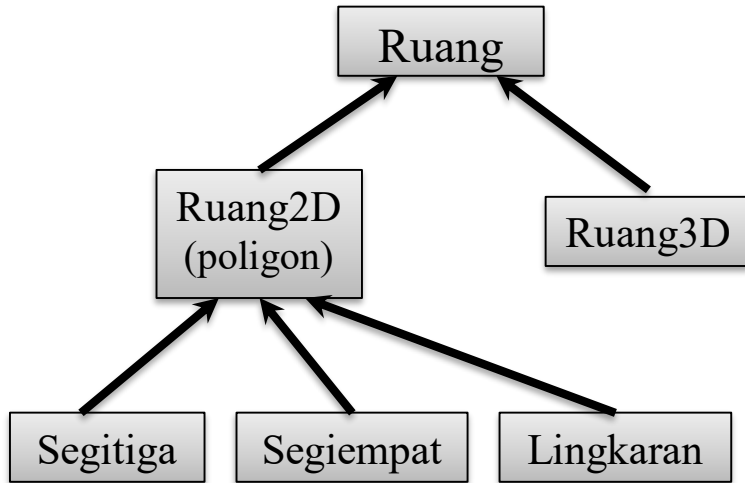 Ruang
Ruang2D
(poligon)
Ruang3D
Segitiga
Segiempat
Lingkaran